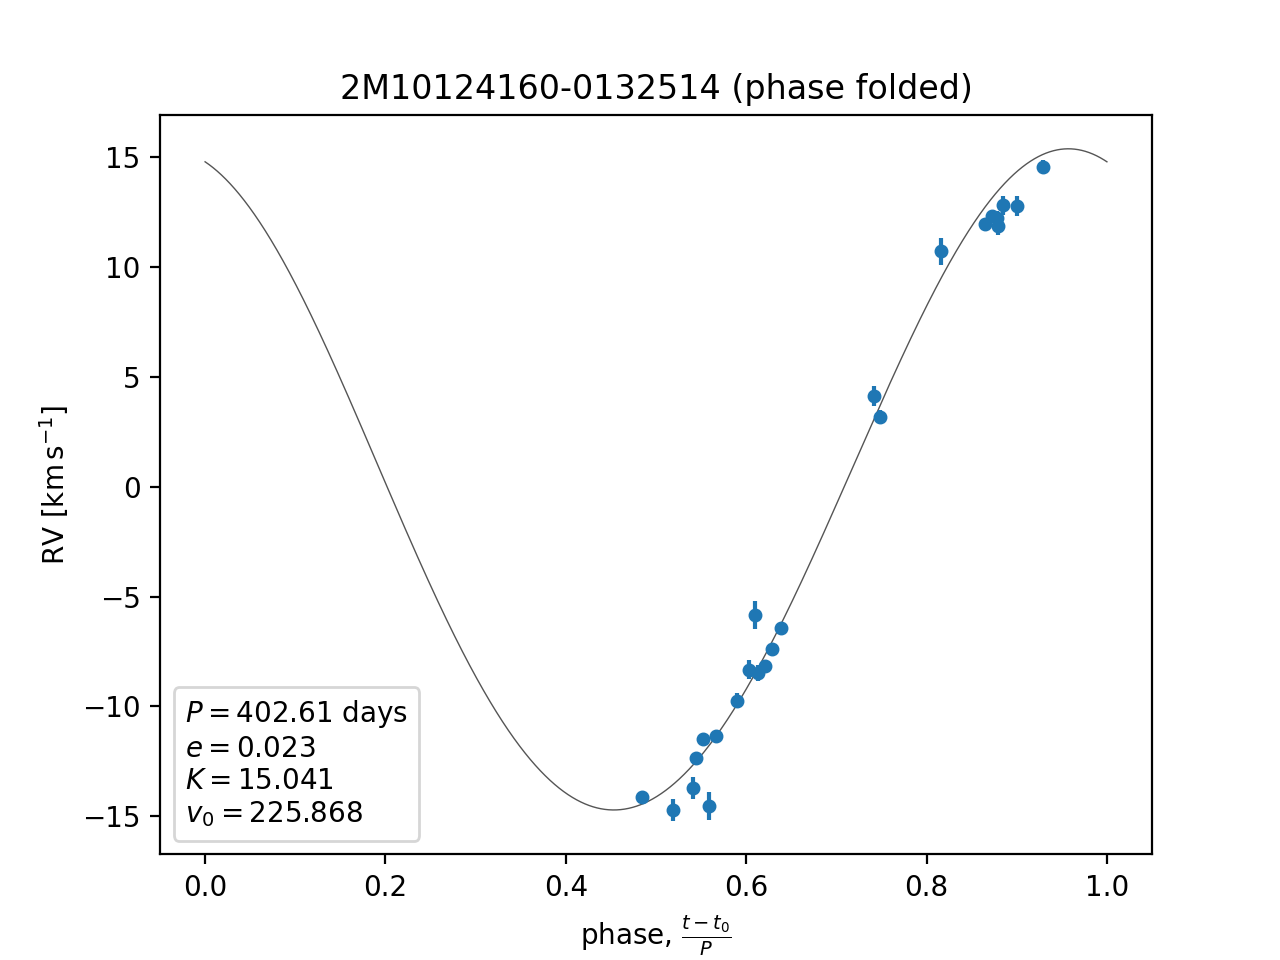 2M10124160-0132514 (phase folded)
15
10
5
0
−5
−10
−15
RV [km s⁻¹]
P = 402.61 days
e = 0.023
K = 15.041
v₀ = 225.868
0.0 0.2 0.4 0.6 0.8 1.0
phase, (t − t₀)/P